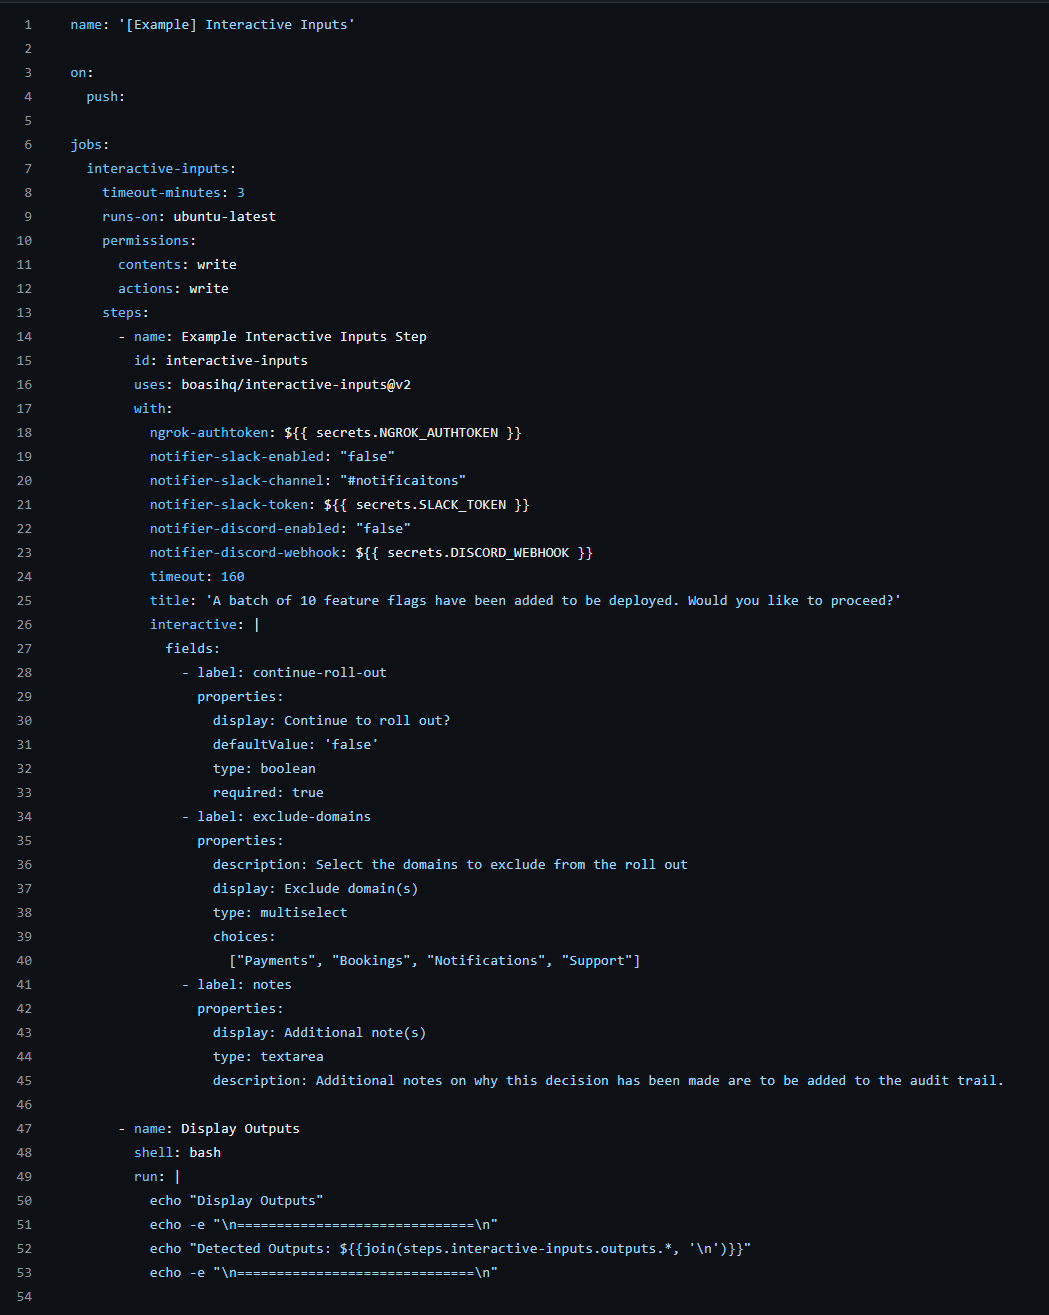 1 name: '[Example] Interactive Inputs'
2
3 on:
4 push:
5
6 jobs:
7 interactive-inputs:
8 timeout-minutes: 3
9 runs-on: ubuntu-latest
10 permissions:
11 contents: write
12 actions: write
13 steps:
14 - name: Example Interactive Inputs Step
15 id: interactive-inputs
16 uses: boasihq/interactive-inputs@v2
17 with:
18 ngrok-authtoken: ${{ secrets.NGROK_AUTHTOKEN }}
19 notifier-slack-enabled: "false"
20 notifier-slack-channel: "#notificaitons"
21 notifier-slack-token: ${{ secrets.SLACK_TOKEN }}
22 notifier-discord-enabled: "false"
23 notifier-discord-webhook: ${{ secrets.DISCORD_WEBHOOK }}
24 timeout: 160
25 title: 'A batch of 10 feature flags have been added to be deployed. Would you like to proceed?'
26 interactive: |
27 fields:
28 - label: continue-roll-out
29 properties:
30 display: Continue to roll out?
31 defaultValue: 'false'
32 type: boolean
33 required: true
34 - label: exclude-domains
35 properties:
36 description: Select the domains to exclude from the roll out
37 display: Exclude domain(s)
38 type: multiselect
39 choices:
40 ["Payments", "Bookings", "Notifications", "Support"]
41 - label: notes
42 properties:
43 display: Additional note(s)
44 type: textarea
45 description: Additional notes on why this decision has been made are to be added to the audit trail.
46
47 - name: Display Outputs
48 shell: bash
49 run: |
50 echo "Display Outputs"
51 echo -e "\n==============================\n"
52 echo "Detected Outputs: ${{join(steps.interactive-inputs.outputs.*, '\n')}}"
53 echo -e "\n==============================\n"
54